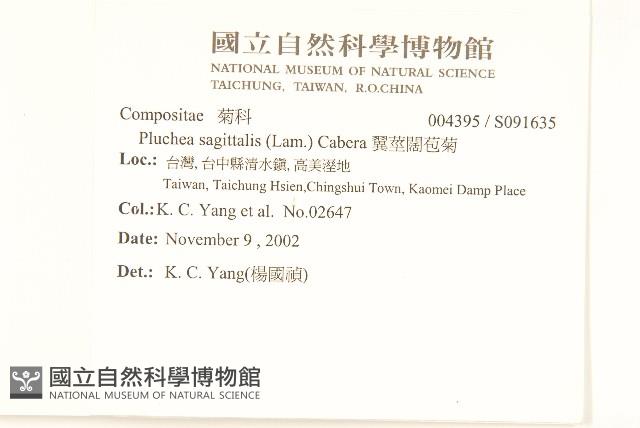 國立自然科學博物館
NATIONAL MUSEUM OF NATURAL SCIENCE
TAICHUNG, TAIWAN, R.O.CHINA
Compositae 菊科 004395 / S091635
Pluchea sagittalis (Lam.) Cabera 翼莖闊苞菊
Loc.: 台灣, 台中縣清水鎮, 高美溼地
Taiwan, Taichung Hsien,Chingshui Town, Kaomei Damp Place
Col.:K. C. Yang et al. No.02647
Date: November 9 , 2002
Det.: K. C. Yang(楊國禎)
國立自然科學博物館
NATIONAL MUSEUM OF NATURAL SCIENCE